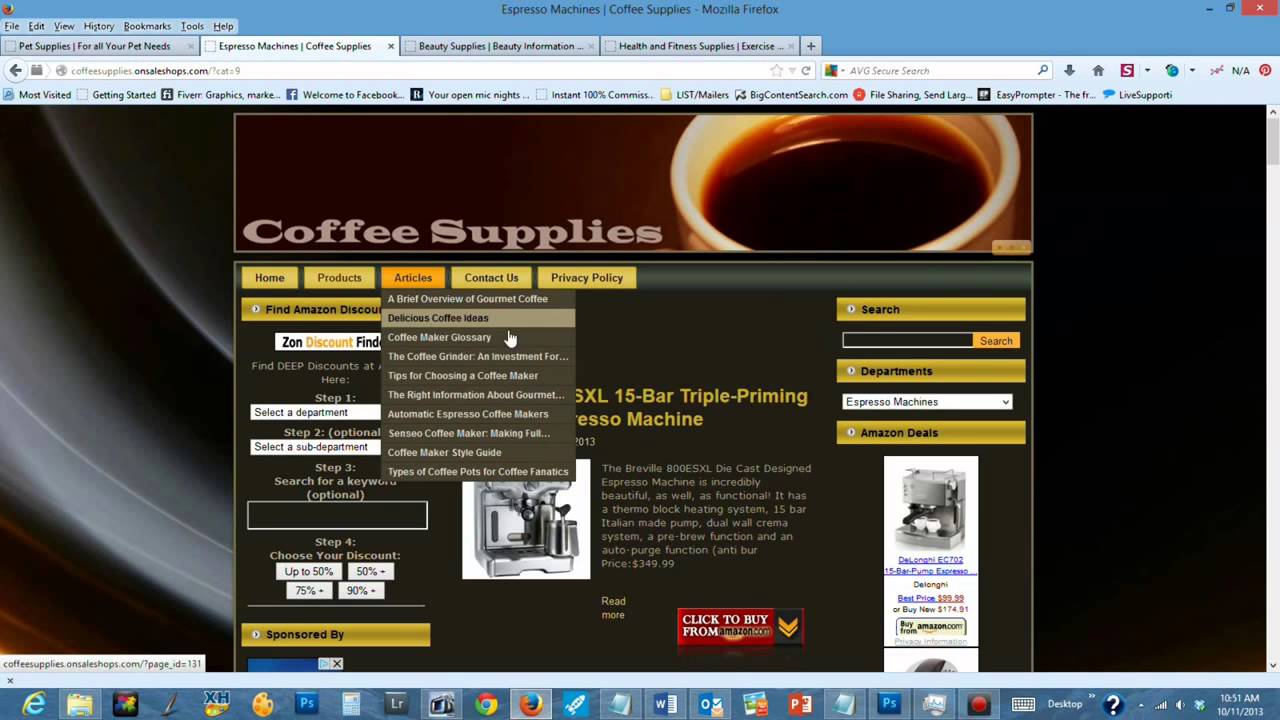 Espresso Machines | Coffee Supplies - Mozilla Firefox
File Edit View History Bookmarks Tools Help
Pet Supplies | For all Your Pet Needs
Espresso Machines | Coffee Supplies
Beauty Supplies | Beauty Information ...
Health and Fitness Supplies | Exercise ...
coffeesupplies.onsaleshops.com/?cat=9
AVG Secure Search
N/A
Most Visited
Getting Started
Fiverr: Graphics, marke...
Welcome to Facebook...
Your open mic nights ...
Instant 100% Commiss...
LIST/Mailers
BigContentSearch.com
File Sharing, Send Larg...
EasyPrompter - The fr...
LiveSupporti
Coffee Supplies
Home
Products
Articles
Contact Us
Privacy Policy
A Brief Overview of Gourmet Coffee
Delicious Coffee Ideas
Coffee Maker Glossary
The Coffee Grinder: An Investment For...
Tips for Choosing a Coffee Maker
The Right Information About Gourmet...
Automatic Espresso Coffee Makers
Senseo Coffee Maker: Making Full...
Coffee Maker Style Guide
Types of Coffee Pots for Coffee Fanatics
Find Amazon Discou
Zon Discount Finde
Find DEEP Discounts at A
Here:
Step 1:
Select a department
Step 2: (optional
Select a sub-department
Step 3:
Search for a keyword
(optional)
Step 4:
Choose Your Discount:
Up to 50%
50% +
75% +
90% +
Sponsored By
SXL 15-Bar Triple-Priming
resso Machine
2013
The Breville 800ESXL Die Cast Designed
Espresso Machine is incredibly
beautiful, as well, as functional! It has
a thermo block heating system, 15 bar
Italian made pump, dual wall crema
system, a pre-brew function and an
auto-purge function (anti bur
Price:$349.99
Read
more
CLICK TO BUY
FROM amazon.com
Search
Search
Departments
Espresso Machines
Amazon Deals
DeLonghi EC702
15-Bar-Pump Espresso ...
Delonghi
Best Price $99.99
or Buy New $174.91
Buy from amazon.com
Privacy Information
coffeesupplies.onsaleshops.com/?page_id=131
Desktop
10:51 AM
10/11/2013